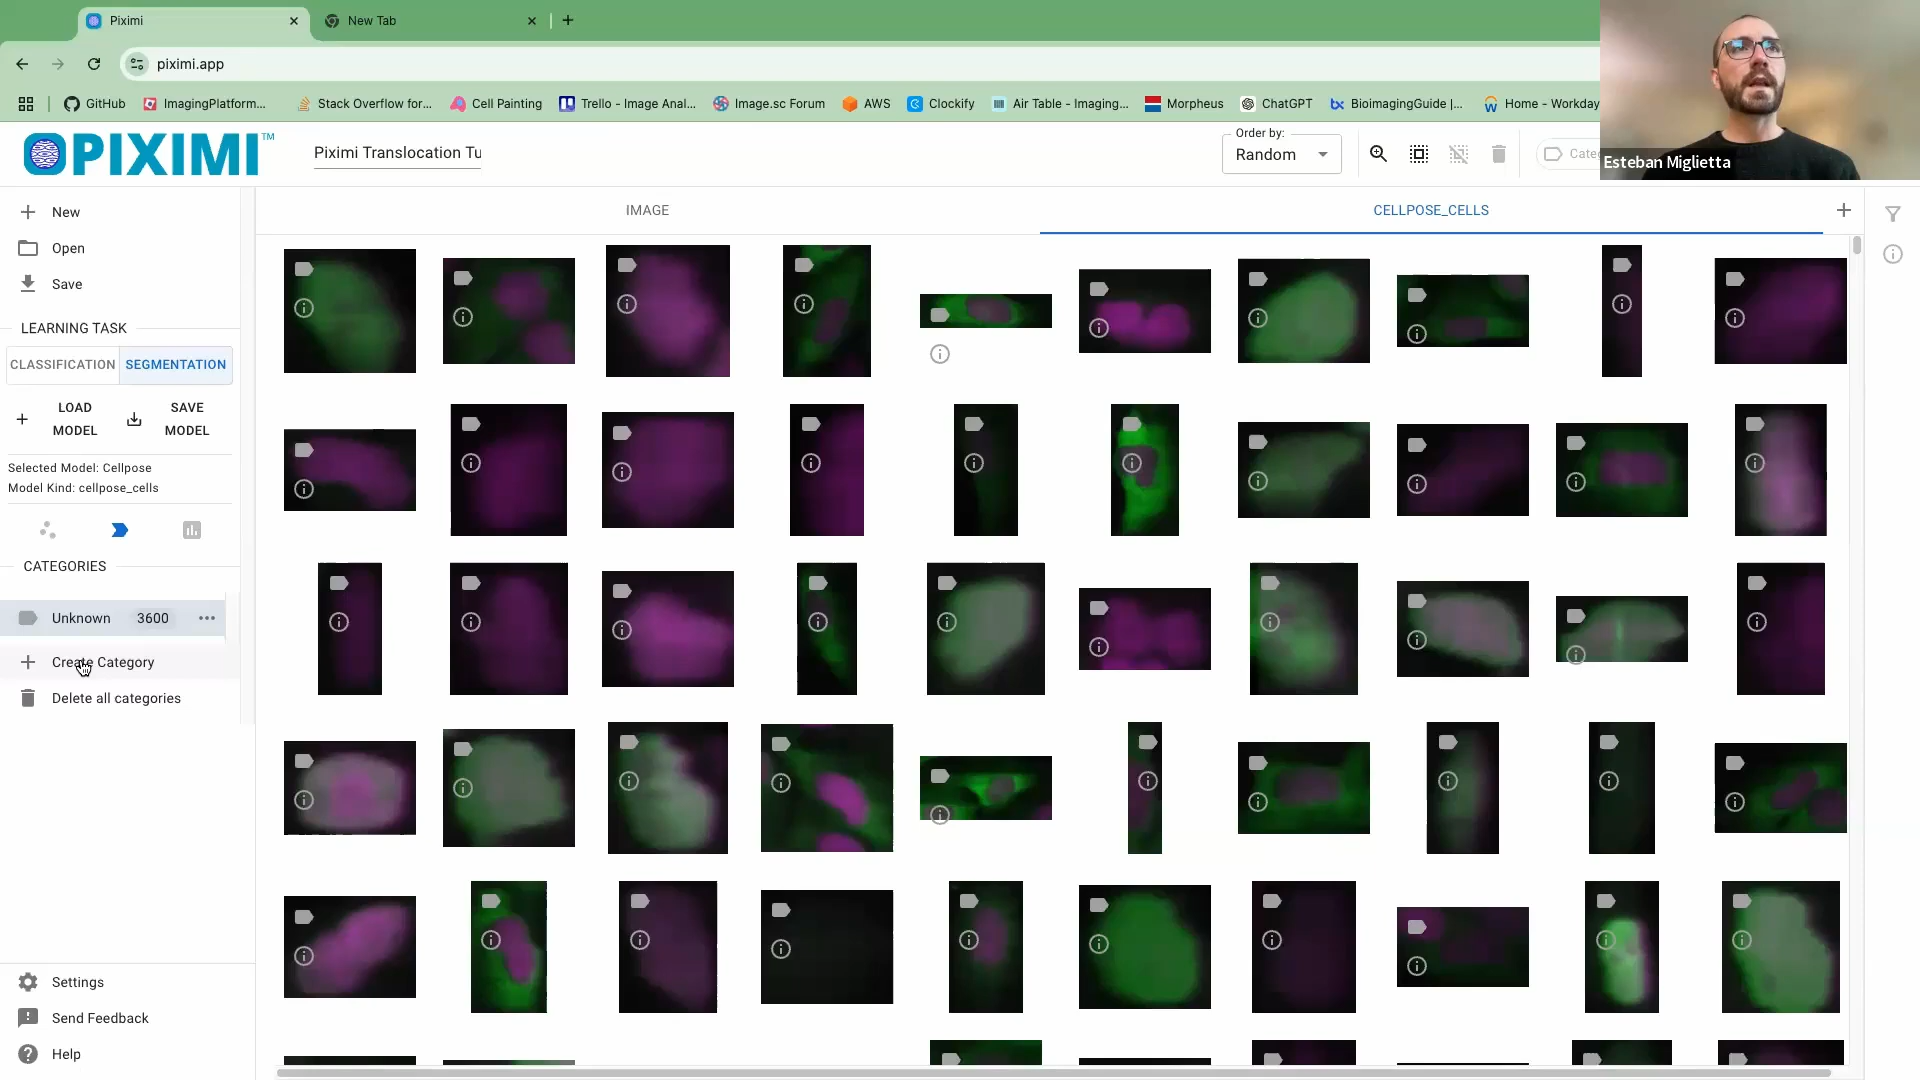 Piximi
New Tab
piximi.app
GitHub
ImagingPlatform...
Stack Overflow for...
Cell Painting
Trello - Image Anal...
Image.sc Forum
AWS
Clockify
Air Table - Imaging...
Morpheus
ChatGPT
BioimagingGuide |...
Home - Workday
Esteban Miglietta
PIXIMI™
Piximi Translocation Tu
Order by:
Random
Categ
New
Open
Save
LEARNING TASK
CLASSIFICATION
SEGMENTATION
LOAD MODEL
SAVE MODEL
Selected Model: Cellpose
Model Kind: cellpose_cells
CATEGORIES
Unknown 3600
Create Category
Delete all categories
Settings
Send Feedback
Help
IMAGE
CELLPOSE_CELLS